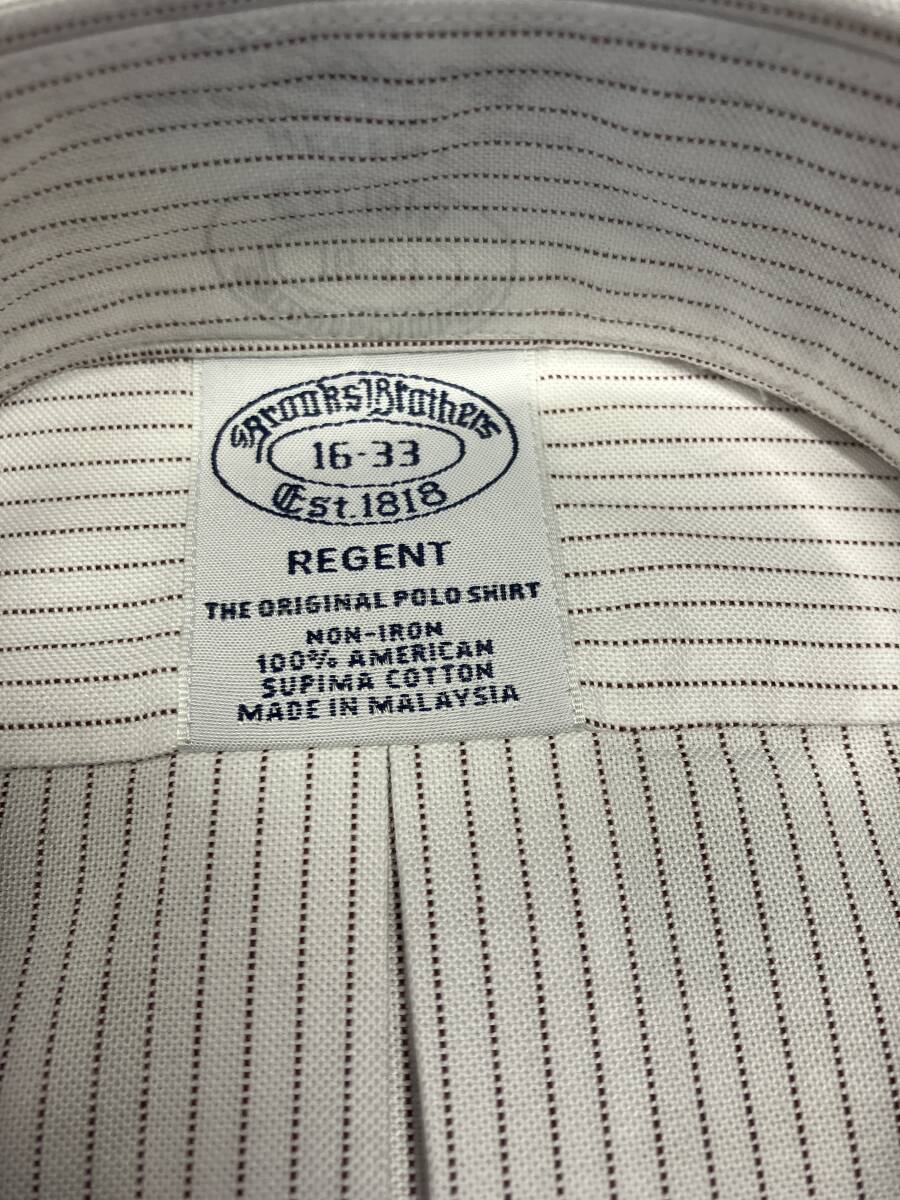 Brooks Brothers
16-33
Est. 1818
REGENT
THE ORIGINAL POLO SHIRT
NON-IRON
100% AMERICAN
SUPIMA COTTON
MADE IN MALAYSIA